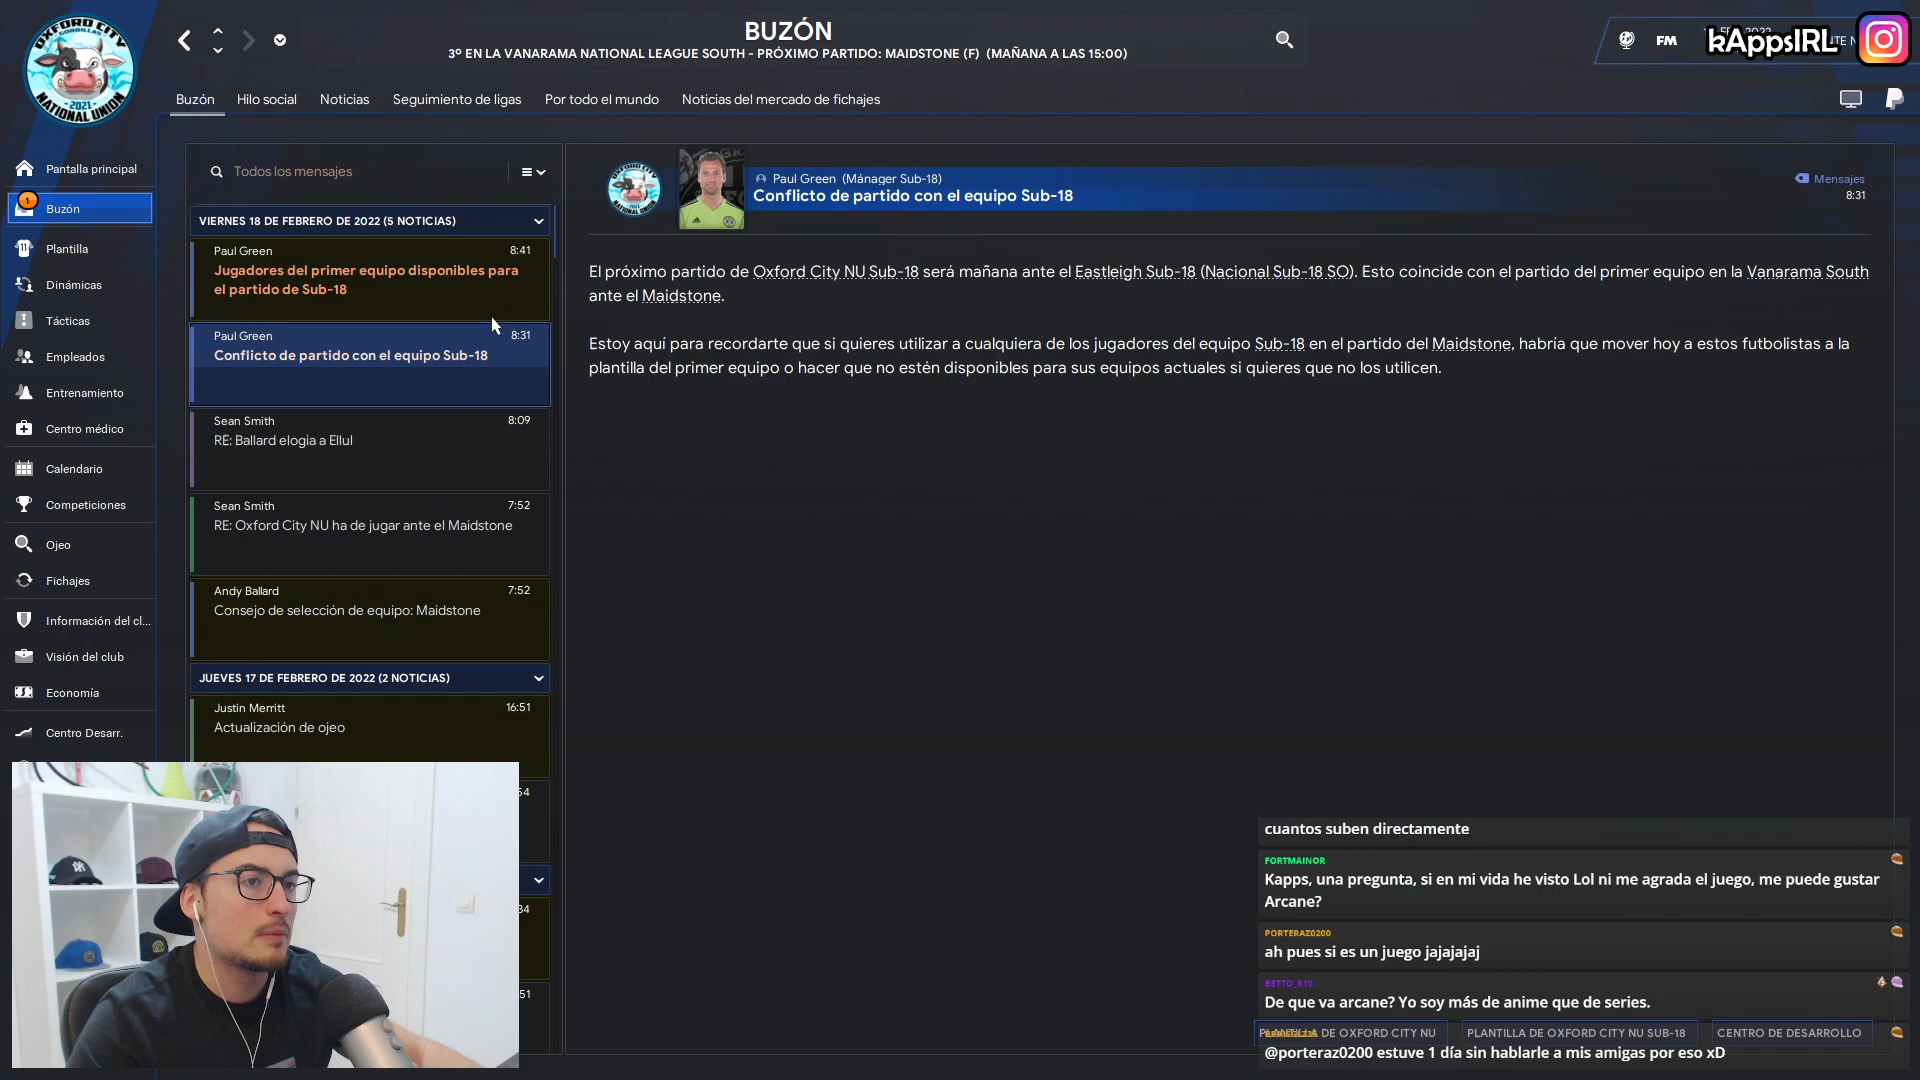 OXFORD CITY
GORRILLAS
- 2021 -
NATIONAL UNION
BUZÓN
3º EN LA VANARAMA NATIONAL LEAGUE SOUTH - PRÓXIMO PARTIDO: MAIDSTONE (F) (MAÑANA A LAS 15:00)
FM
kAppsIRL
Buzón
Hilo social
Noticias
Seguimiento de ligas
Por todo el mundo
Noticias del mercado de fichajes
Pantalla principal
1
Buzón
Plantilla
Dinámicas
Tácticas
Empleados
Entrenamiento
Centro médico
Calendario
Competiciones
Ojeo
Fichajes
Información del cl...
Visión del club
Economía
Centro Desarr.
Todos los mensajes
VIERNES 18 DE FEBRERO DE 2022 (5 NOTICIAS)
Paul Green 8:41
Jugadores del primer equipo disponibles para
el partido de Sub-18
Paul Green 8:31
Conflicto de partido con el equipo Sub-18
Sean Smith 8:09
RE: Ballard elogia a Ellul
Sean Smith 7:52
RE: Oxford City NU ha de jugar ante el Maidstone
Andy Ballard 7:52
Consejo de selección de equipo: Maidstone
JUEVES 17 DE FEBRERO DE 2022 (2 NOTICIAS)
Justin Merritt 16:51
Actualización de ojeo
54
34
51
Paul Green (Mánager Sub-18)
Conflicto de partido con el equipo Sub-18
Mensajes
8:31
El próximo partido de Oxford City NU Sub-18 será mañana ante el Eastleigh Sub-18 (Nacional Sub-18 SO). Esto coincide con el partido del primer equipo en la Vanarama South
ante el Maidstone.
Estoy aquí para recordarte que si quieres utilizar a cualquiera de los jugadores del equipo Sub-18 en el partido del Maidstone, habría que mover hoy a estos futbolistas a la
plantilla del primer equipo o hacer que no estén disponibles para sus equipos actuales si quieres que no los utilicen.
cuantos suben directamente
FORTMAINOR
Kapps, una pregunta, si en mi vida he visto Lol ni me agrada el juego, me puede gustar
Arcane?
PORTERAZ0200
ah pues si es un juego jajajajaj
BETTO_R10
De que va arcane? Yo soy más de anime que de series.
PLANTILLA DE OXFORD CITY NU
PLANTILLA DE OXFORD CITY NU SUB-18
CENTRO DE DESARROLLO
@porteraz0200 estuve 1 día sin hablarle a mis amigas por eso xD